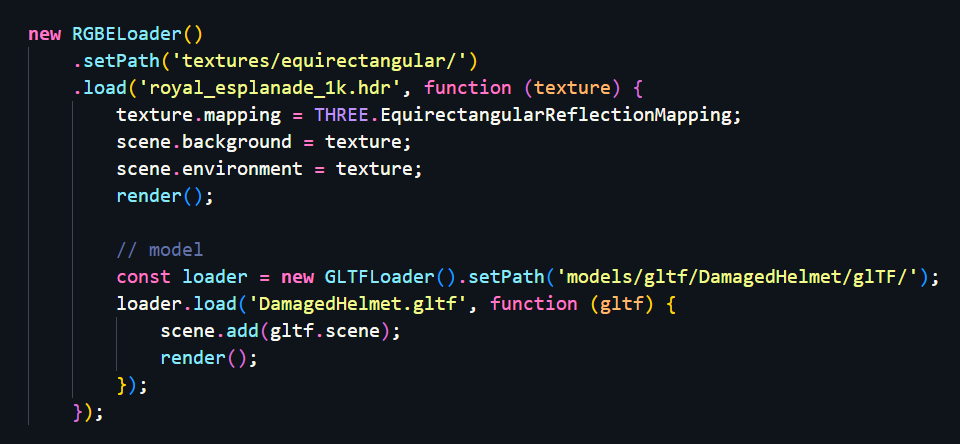 new RGBELoader()
.setPath('textures/equirectangular/')
.load('royal_esplanade_1k.hdr', function (texture) {
texture.mapping = THREE.EquirectangularReflectionMapping;
scene.background = texture;
scene.environment = texture;
render();
// model
const loader = new GLTFLoader().setPath('models/gltf/DamagedHelmet/glTF/');
loader.load('DamagedHelmet.gltf', function (gltf) {
scene.add(gltf.scene);
render();
});
});